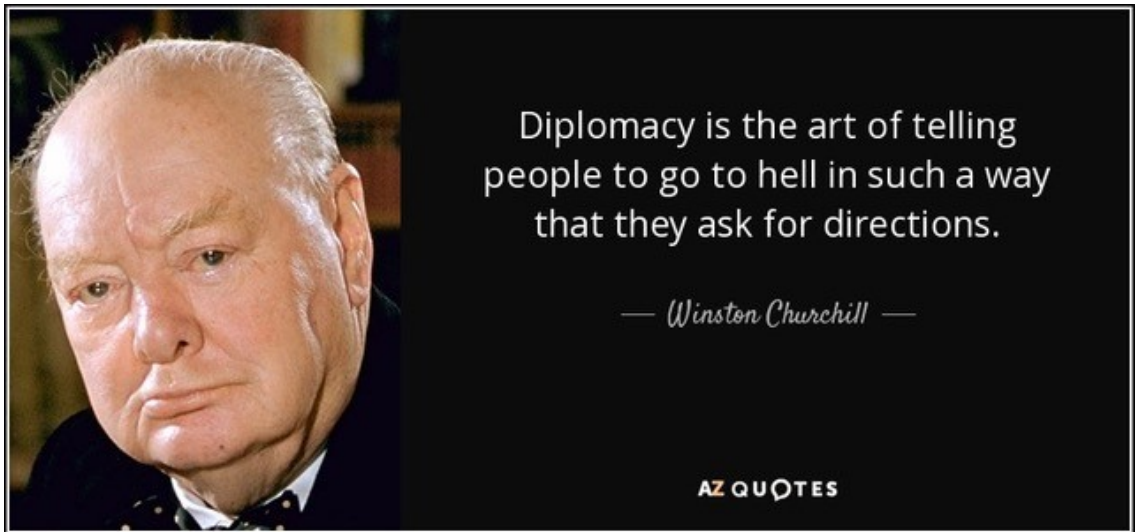 Diplomacy is the art of telling
people to go to hell in such a way
that they ask for directions.
— Winston Churchill —
AZ QUOTES